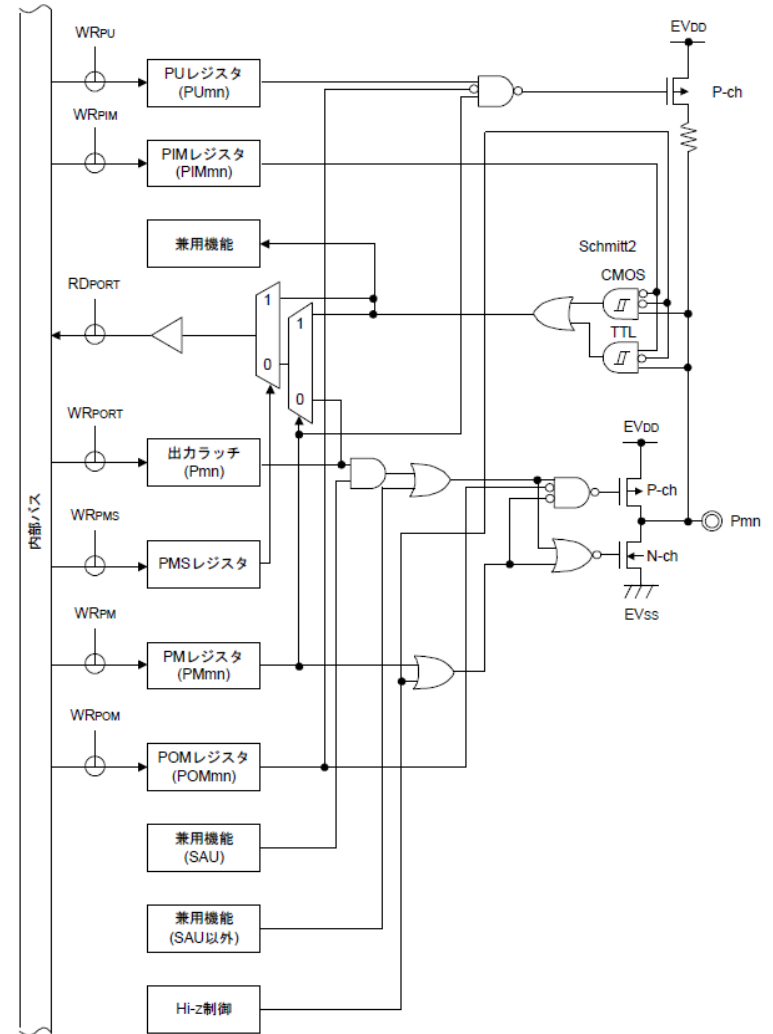 WRPU
PUレジスタ
(PUmn)
EVDD
P-ch
WRPIM
PIMレジスタ
(PIMmn)
兼用機能
Schmitt2
CMOS
TTL
RDPORT
1
0
1
0
WRPORT
出力ラッチ
(Pmn)
EVDD
P-ch
Pmn
N-ch
EVSS
内部バス
WRPMS
PMSレジスタ
WRPM
PMレジスタ
(PMmn)
WRPOM
POMレジスタ
(POMmn)
兼用機能
(SAU)
兼用機能
(SAU以外)
Hi-z制御